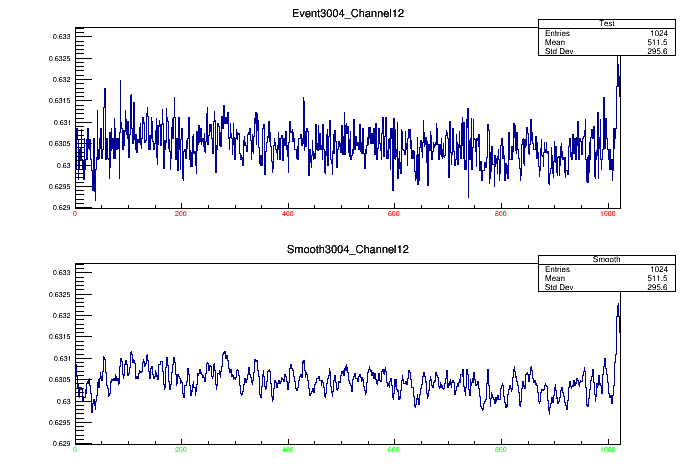 Event3004_Channel12
Test
Entries 1024
Mean 511.5
Std Dev 295.6
0.633
0.6325
0.632
0.6315
0.631
0.6305
0.63
0.6295
0.629
0 200 400 600 800 1000
Smooth3004_Channel12
Smooth
Entries 1024
Mean 511.5
Std Dev 295.6
0.633
0.6325
0.632
0.6315
0.631
0.6305
0.63
0.6295
0.629
0 200 400 600 800 1000